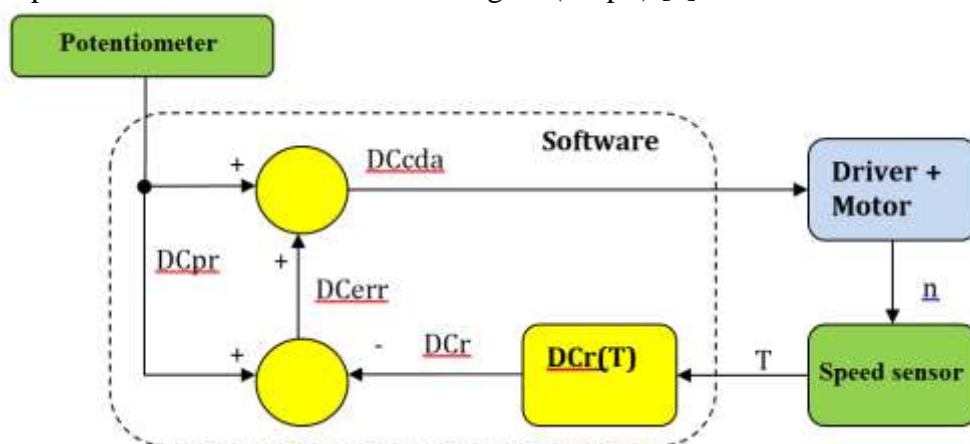 Potentiometer
Software
+
DCcda
Driver +
Motor
DCpr
+
DCerr
n
+
-
DCr
DCr(T)
T
Speed sensor